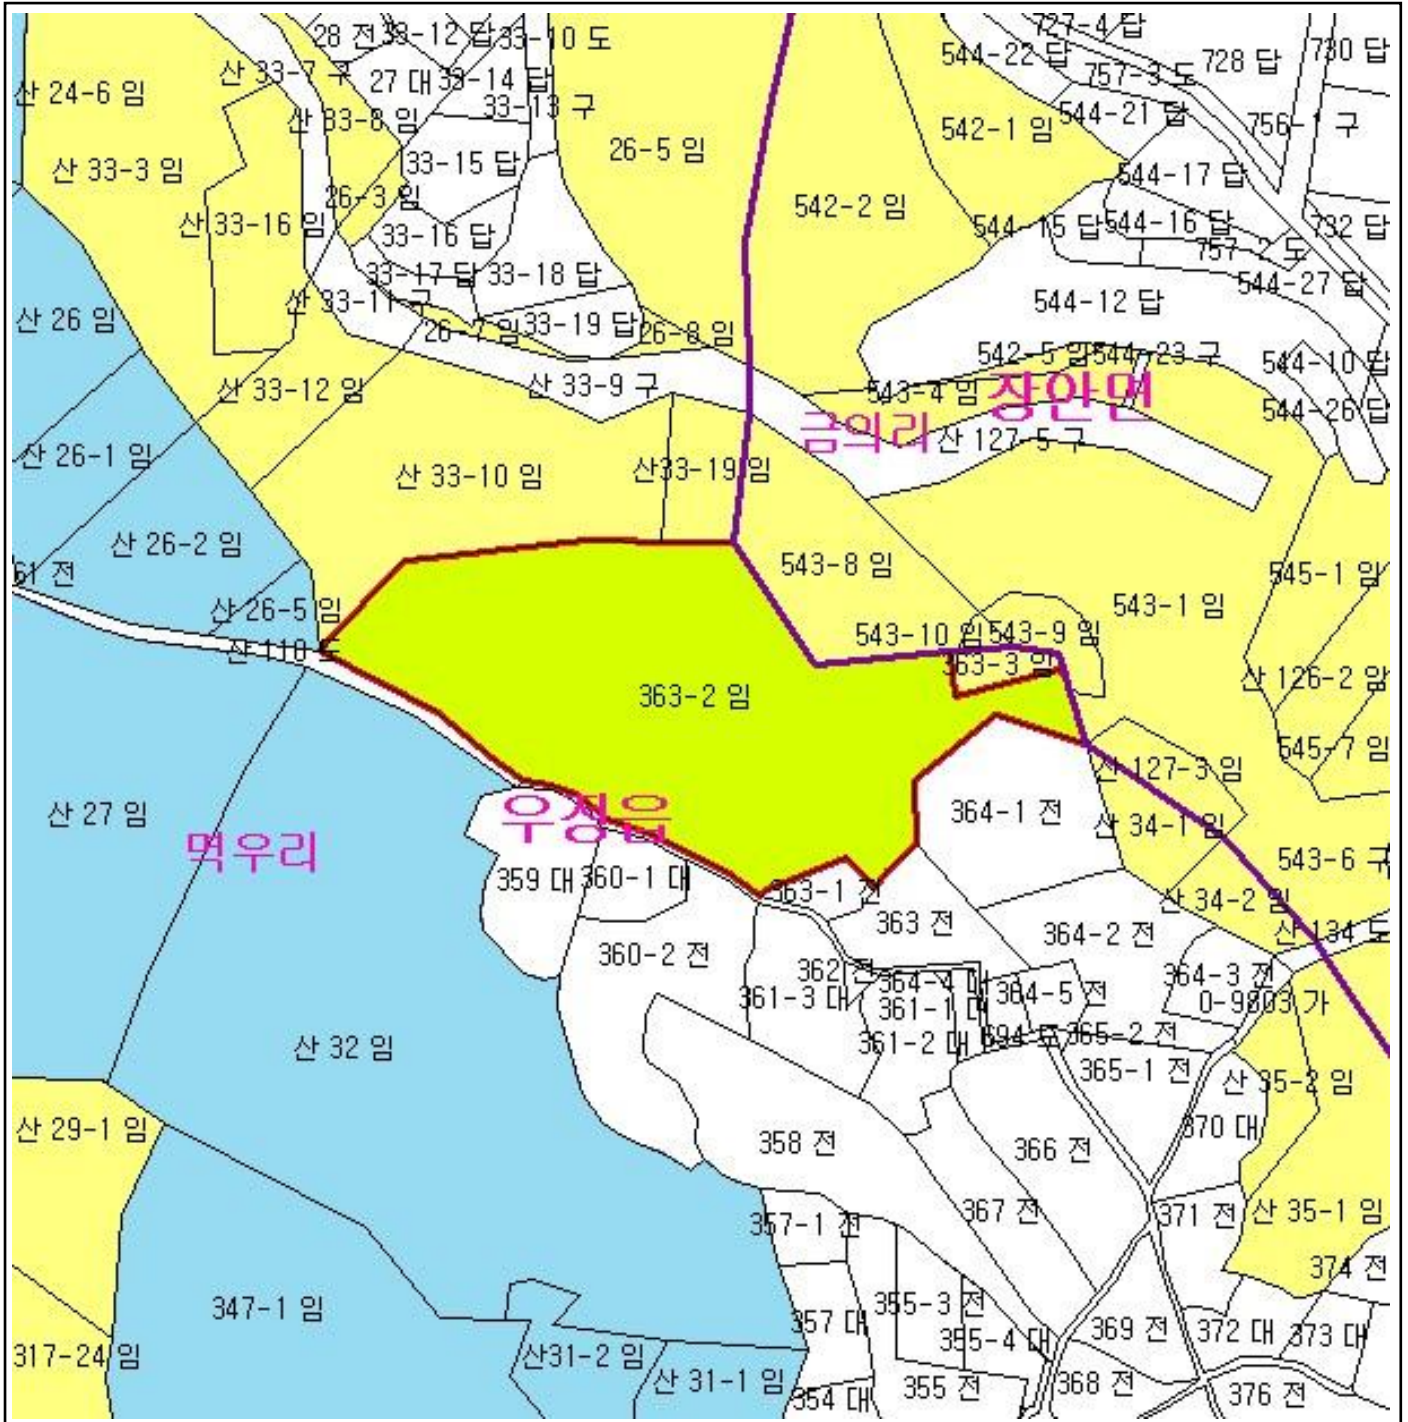 727-4 답
28 전
33-12 답
33-10 도
544-22 답
728 답
730 답
산 33-7 구
27 대
33-14 답
757-3 도
산 24-6 임
33-13 구
544-21 답
산 33-8 임
542-1 임
756-1 구
26-5 임
산 33-3 임
33-15 답
544-17 답
26-3 임
542-2 임
산 33-16 임
33-16 답
544-15 답
544-16 답
732 답
757-2 도
33-17 답
33-18 답
544-27 답
산 33-11 구
544-12 답
산 26 임
26-7 임
33-19 답
26-8 임
542-5 임
544-23 구
544-10 답
산 33-12 임
산 33-9 구
543-4 임
장안면
544-26 답
금의리
산 127-5 구
산 26-1 임
산 33-10 임
산33-19 임
산 26-2 임
543-8 임
61 전
545-1 임
산 26-5 임
543-1 임
543-10 임
543-9 임
산 110 도
363-3 임
363-2 임
산 126-2 임
545-7 임
산 127-3 임
산 27 임
우정읍
364-1 전
산 34-1 임
멱우리
543-6 구
359 대
360-1 대
363-1 전
산 34-2 임
363 전
364-2 전
산 134 도
360-2 전
362 전
364-3 전
364-4 대
361-3 대
364-5 전
0-9803 가
361-1 대
산 32 임
361-2 대
694 도
365-2 전
365-1 전
산 35-2 임
산 29-1 임
358 전
366 전
370 대
357-1 전
367 전
371 전
산 35-1 임
374 전
347-1 임
355-3 전
357 대
355-4 대
369 전
372 대
373 대
317-24 임
산31-2 임
산 31-1 임
354 대
355 전
368 전
376 전